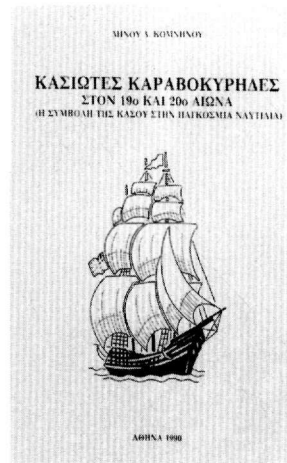 ΜΙΝΟΥ Δ. ΚΟΜΝΗΝΟΥ
ΚΑΣΙΩΤΕΣ ΚΑΡΑΒΟΚΥΡΗΔΕΣ
ΣΤΟΝ 19ο ΚΑΙ 20ο ΑΙΩΝΑ
(Η ΣΥΜΒΟΛΗ ΤΗΣ ΚΑΣΟΥ ΣΤΗΝ ΠΑΓΚΟΣΜΙΑ ΝΑΥΤΙΛΙΑ)
ΑΘΗΝΑ 1990